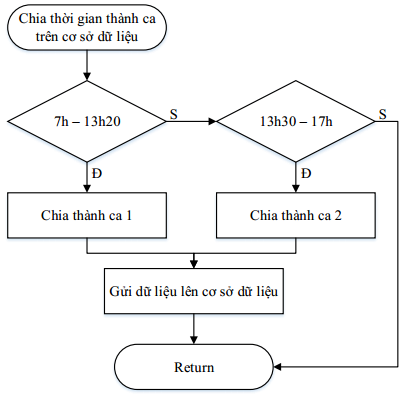 Chia thời gian thành ca
trên cơ sở dữ liệu
7h – 13h20
S
13h30 – 17h
S
Đ
Đ
Chia thành ca 1
Chia thành ca 2
Gửi dữ liệu lên cơ sở dữ liệu
Return